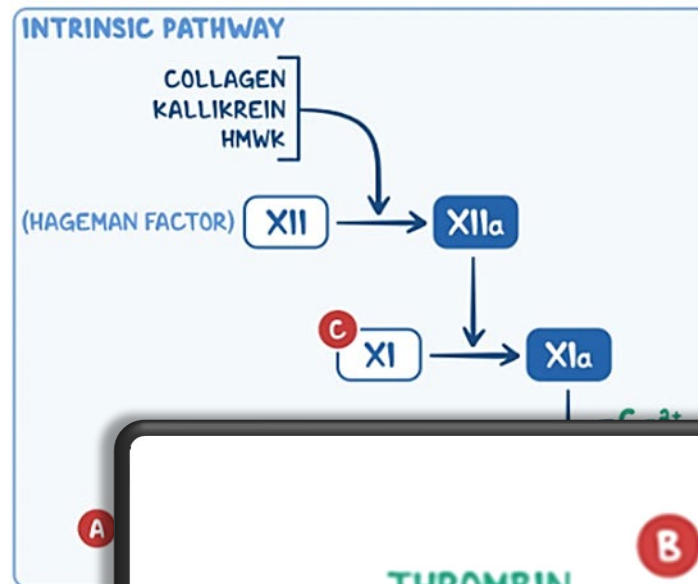 INTRINSIC PATHWAY
COLLAGEN
KALLIKREIN
HMWK
(HAGEMAN FACTOR) XII XIIa
C
XI XIa
A
B